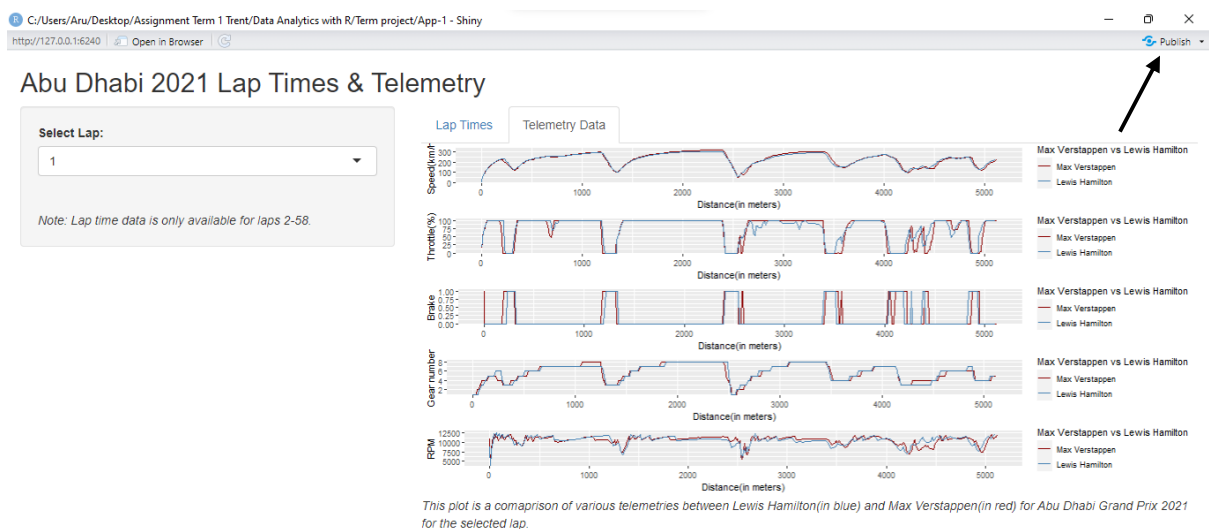 C:/Users/Aru/Desktop/Assignment Term 1 Trent/Data Analytics with R/Term project/App-1 - Shiny
http://127.0.0.1:6240 Open in Browser Publish
Abu Dhabi 2021 Lap Times & Telemetry
Select Lap:
1
Note: Lap time data is only available for laps 2-58.
Lap Times Telemetry Data
Speed(km/h
300
200
100
0
0 1000 2000 3000 4000 5000
Distance(in meters)
Max Verstappen vs Lewis Hamilton
Max Verstappen
Lewis Hamilton
Throttle(%)
100
75
50
25
0
0 1000 2000 3000 4000 5000
Distance(in meters)
Max Verstappen vs Lewis Hamilton
Max Verstappen
Lewis Hamilton
Brake
1.00
0.75
0.50
0.25
0.00
0 1000 2000 3000 4000 5000
Distance(in meters)
Max Verstappen vs Lewis Hamilton
Max Verstappen
Lewis Hamilton
Gear number
8
6
4
2
0 1000 2000 3000 4000 5000
Distance(in meters)
Max Verstappen vs Lewis Hamilton
Max Verstappen
Lewis Hamilton
RPM
12500
10000
7500
5000
0 1000 2000 3000 4000 5000
Distance(in meters)
Max Verstappen vs Lewis Hamilton
Max Verstappen
Lewis Hamilton
This plot is a comaprison of various telemetries between Lewis Hamilton(in blue) and Max Verstappen(in red) for Abu Dhabi Grand Prix 2021
for the selected lap.